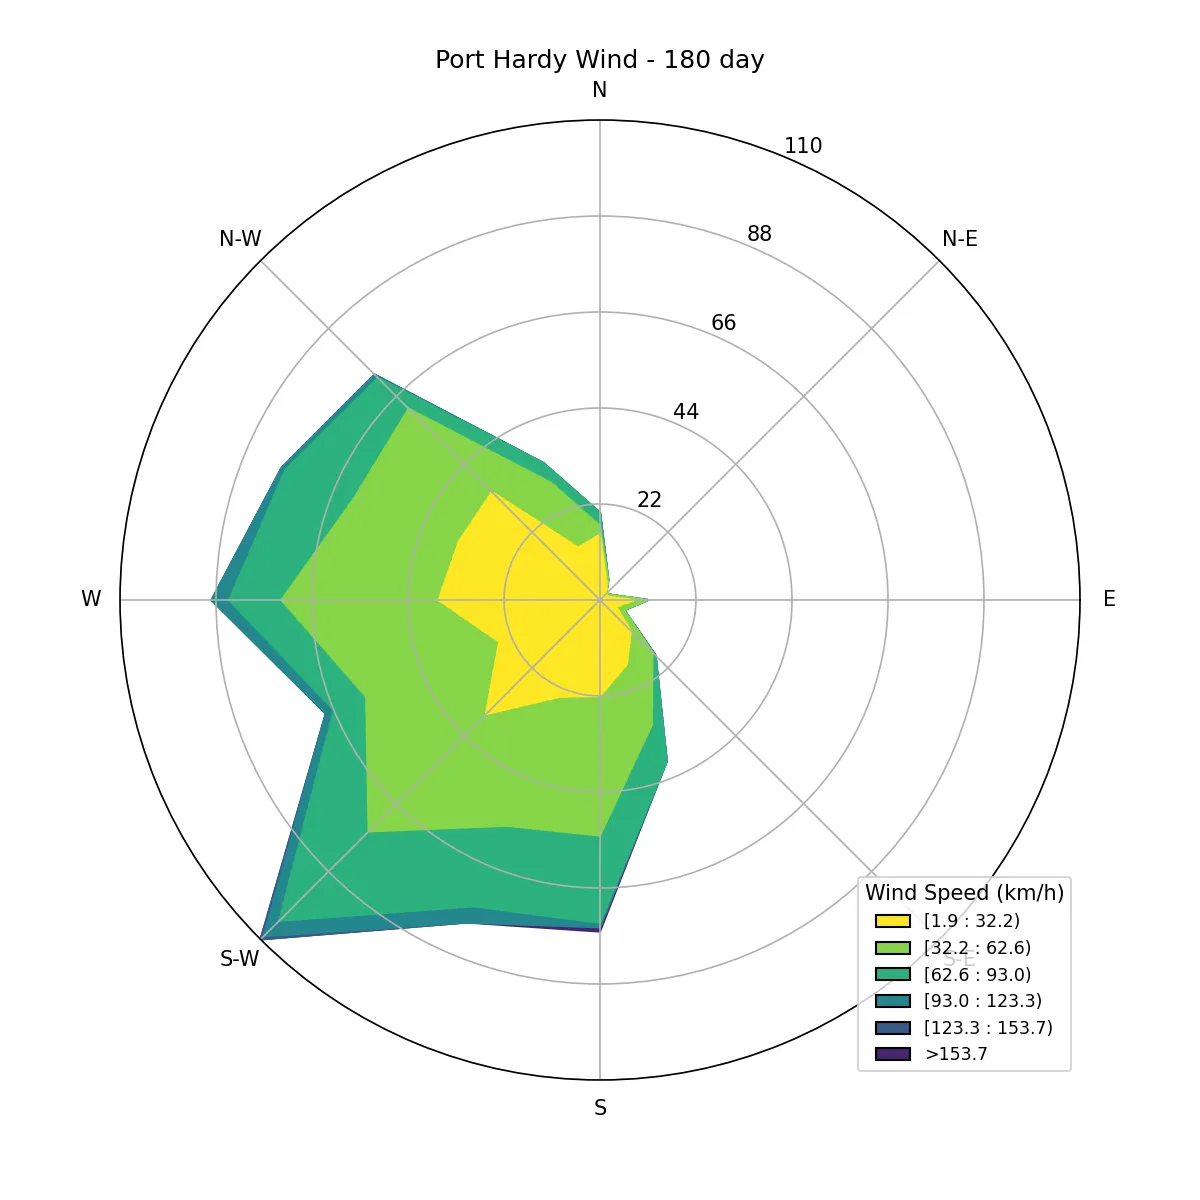 Port Hardy Wind - 180 day
N
110
88
N-W
N-E
66
44
22
W
E
Wind Speed (km/h)
[1.9 : 32.2)
[32.2 : 62.6)
S-W
S-E
[62.6 : 93.0)
[93.0 : 123.3)
[123.3 : 153.7)
>153.7
S